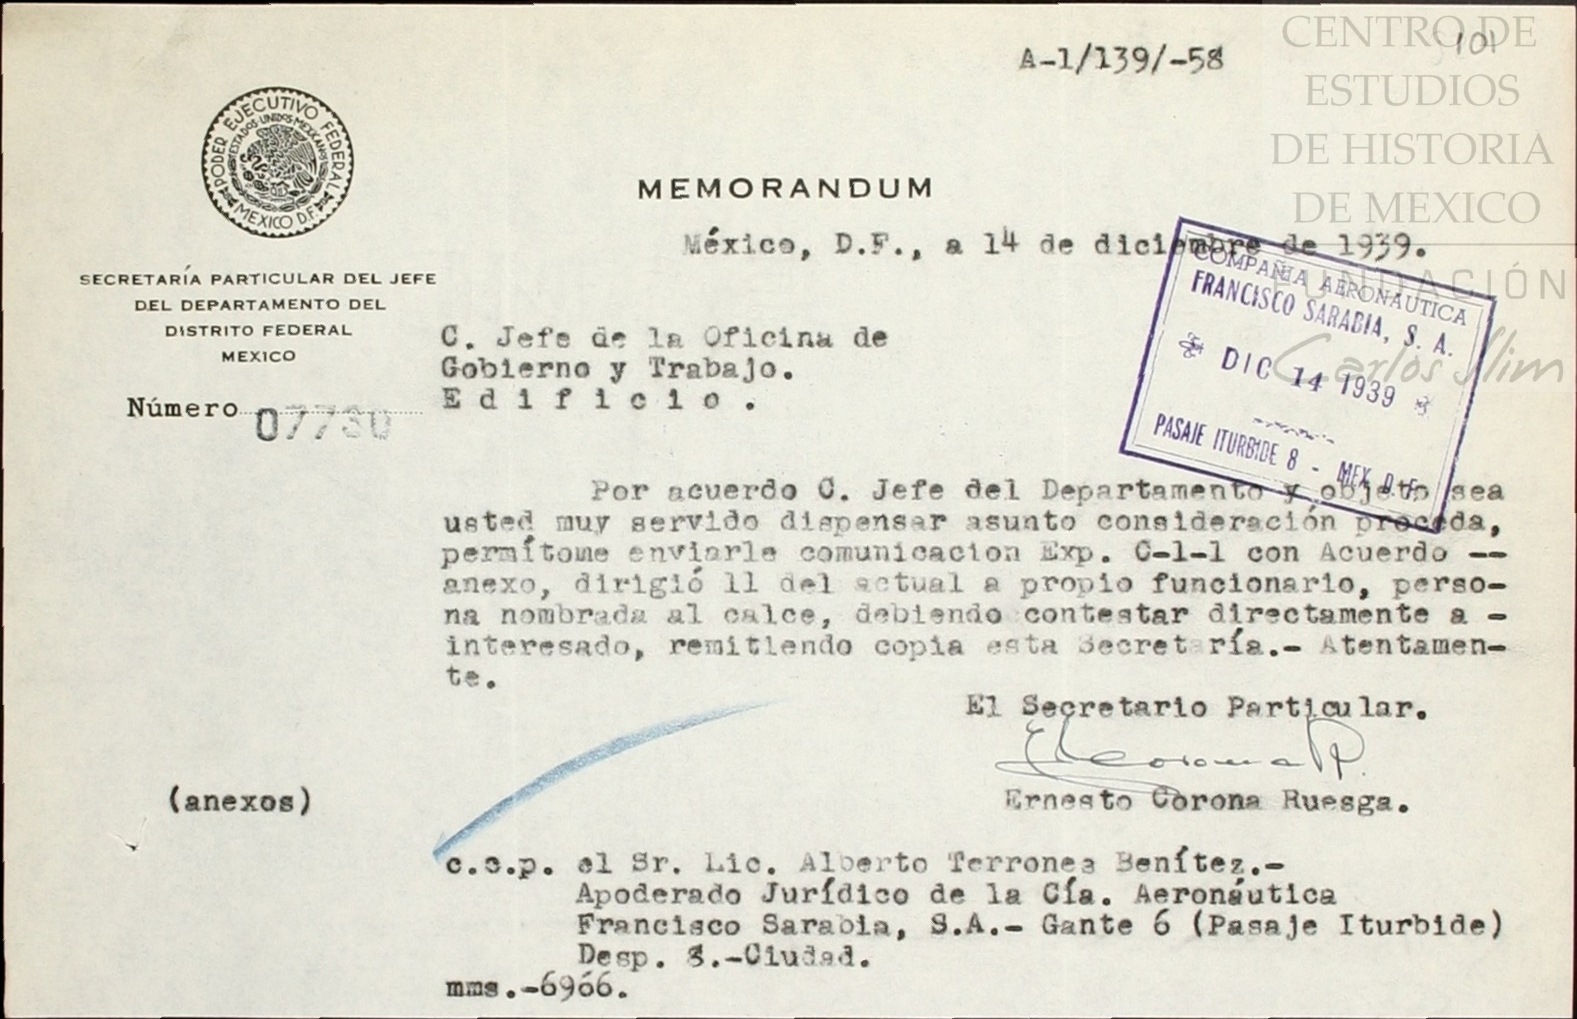 CENTRO DE
ESTUDIOS
DE HISTORIA
DE MEXICO
FUNDACIÓN
Carlos Slim
101
A-1/139/-58
PODER EJECUTIVO FEDERAL
ESTADOS UNIDOS MEXICANOS
MEXICO D.F.
MEMORANDUM
México, D.F., a 14 de diciembre de 1939.
SECRETARÍA PARTICULAR DEL JEFE
DEL DEPARTAMENTO DEL
DISTRITO FEDERAL
MEXICO
Número 07730
COMPAÑIA AERONAUTICA
FRANCISCO SARABIA, S. A.
DIC 14 1939
PASAJE ITURBIDE 8 - MEX. D. F.
C. Jefe de la Oficina de
Gobierno y Trabajo.
E d i f i c i o .
Por acuerdo C. Jefe del Departamento y objeto sea
usted muy servido dispensar asunto consideración proceda,
permítome enviarle comunicacion Exp. C-1-1 con Acuerdo --
anexo, dirigió 11 del actual a propio funcionario, perso-
na nombrada al calce, debiendo contestar directamente a -
interesado, remitiendo copia esta Secretaría.- Atentamen-
te.
El Secretario Particular.
E Corona R.
Ernesto Corona Ruesga.
(anexos)
c.c.p. el Sr. Lic. Alberto Terrones Benítez.-
Apoderado Jurídico de la Cía. Aeronáutica
Francisco Sarabia, S.A.- Gante 6 (Pasaje Iturbide)
Desp. 8.-Ciudad.
mms.-6966.